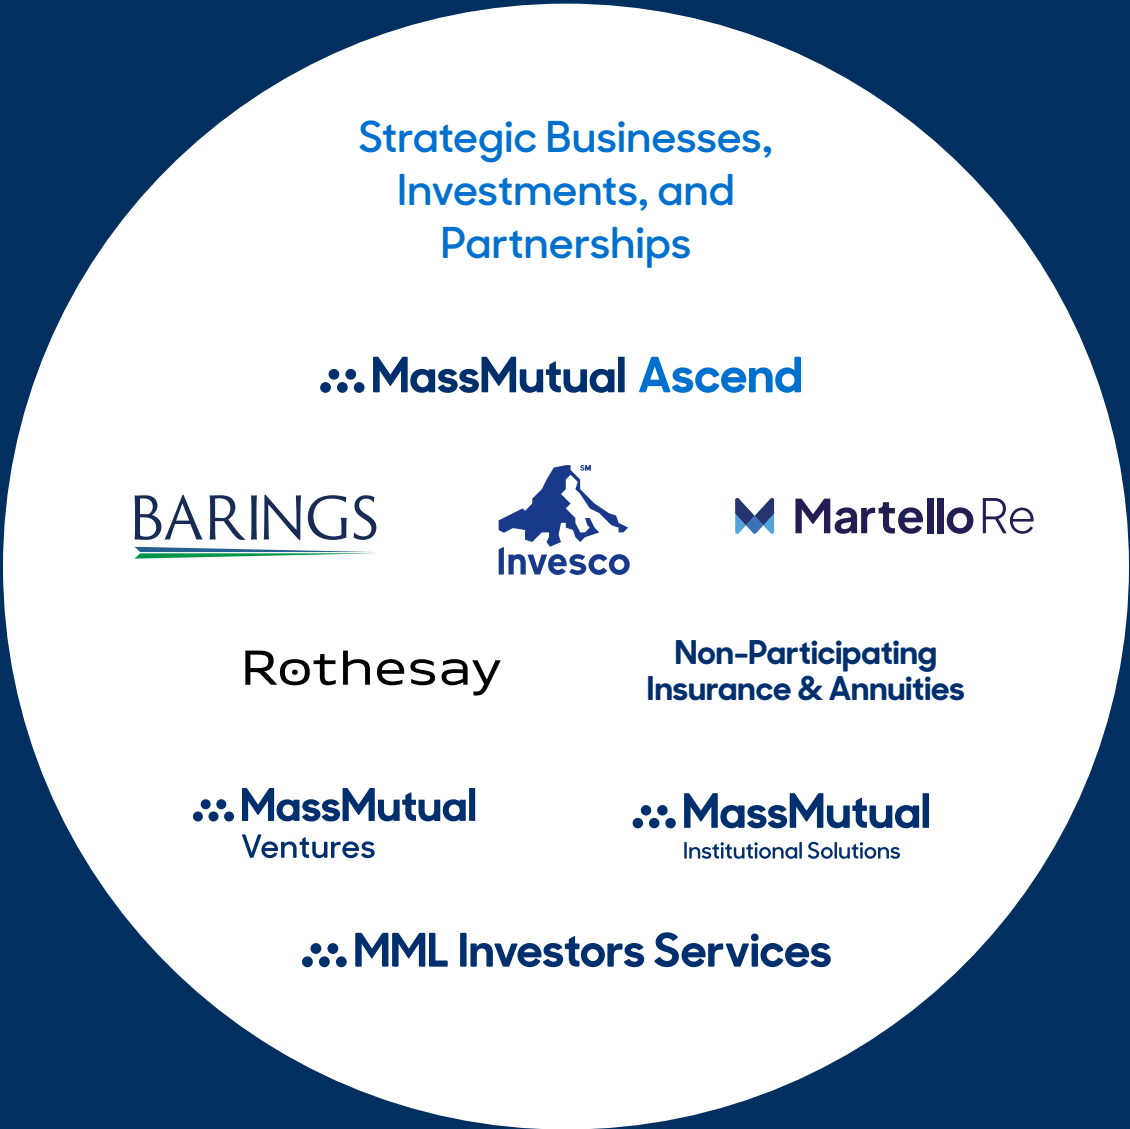 Strategic Businesses,
Investments, and
Partnerships
MassMutual Ascend
BARINGS
SM
Invesco
Martello Re
Rothesay
Non-Participating
Insurance & Annuities
MassMutual
Ventures
MassMutual
Institutional Solutions
MML Investors Services